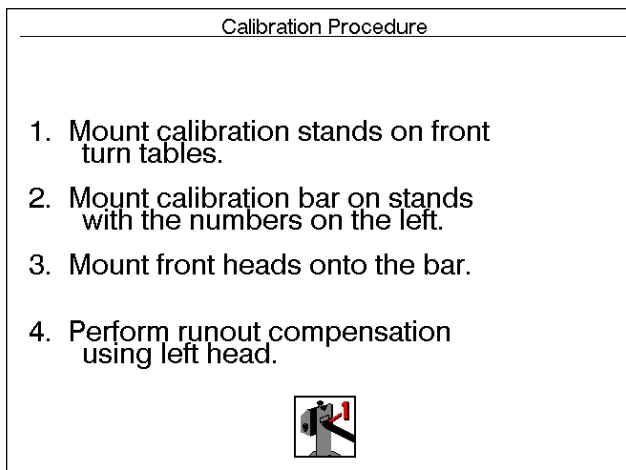 Calibration Procedure
1. Mount calibration stands on front
turn tables.
2. Mount calibration bar on stands
with the numbers on the left.
3. Mount front heads onto the bar.
4. Perform runout compensation
using left head.
1